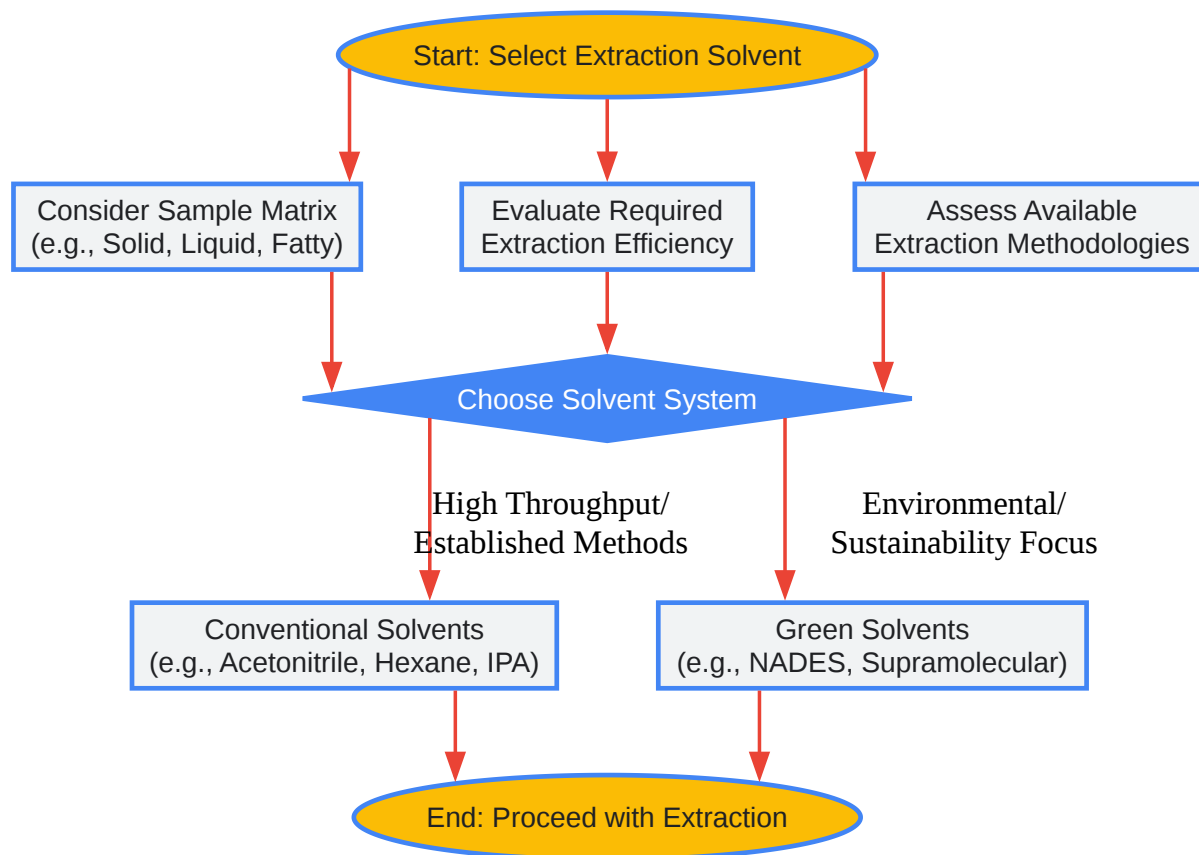 Start: Select Extraction Solvent
Consider Sample Matrix
(e.g., Solid, Liquid, Fatty)
Evaluate Required
Extraction Efficiency
Assess Available
Extraction Methodologies
Choose Solvent System
High Throughput/
Established Methods
Environmental/
Sustainability Focus
Conventional Solvents
(e.g., Acetonitrile, Hexane, IPA)
Green Solvents
(e.g., NADES, Supramolecular)
End: Proceed with Extraction